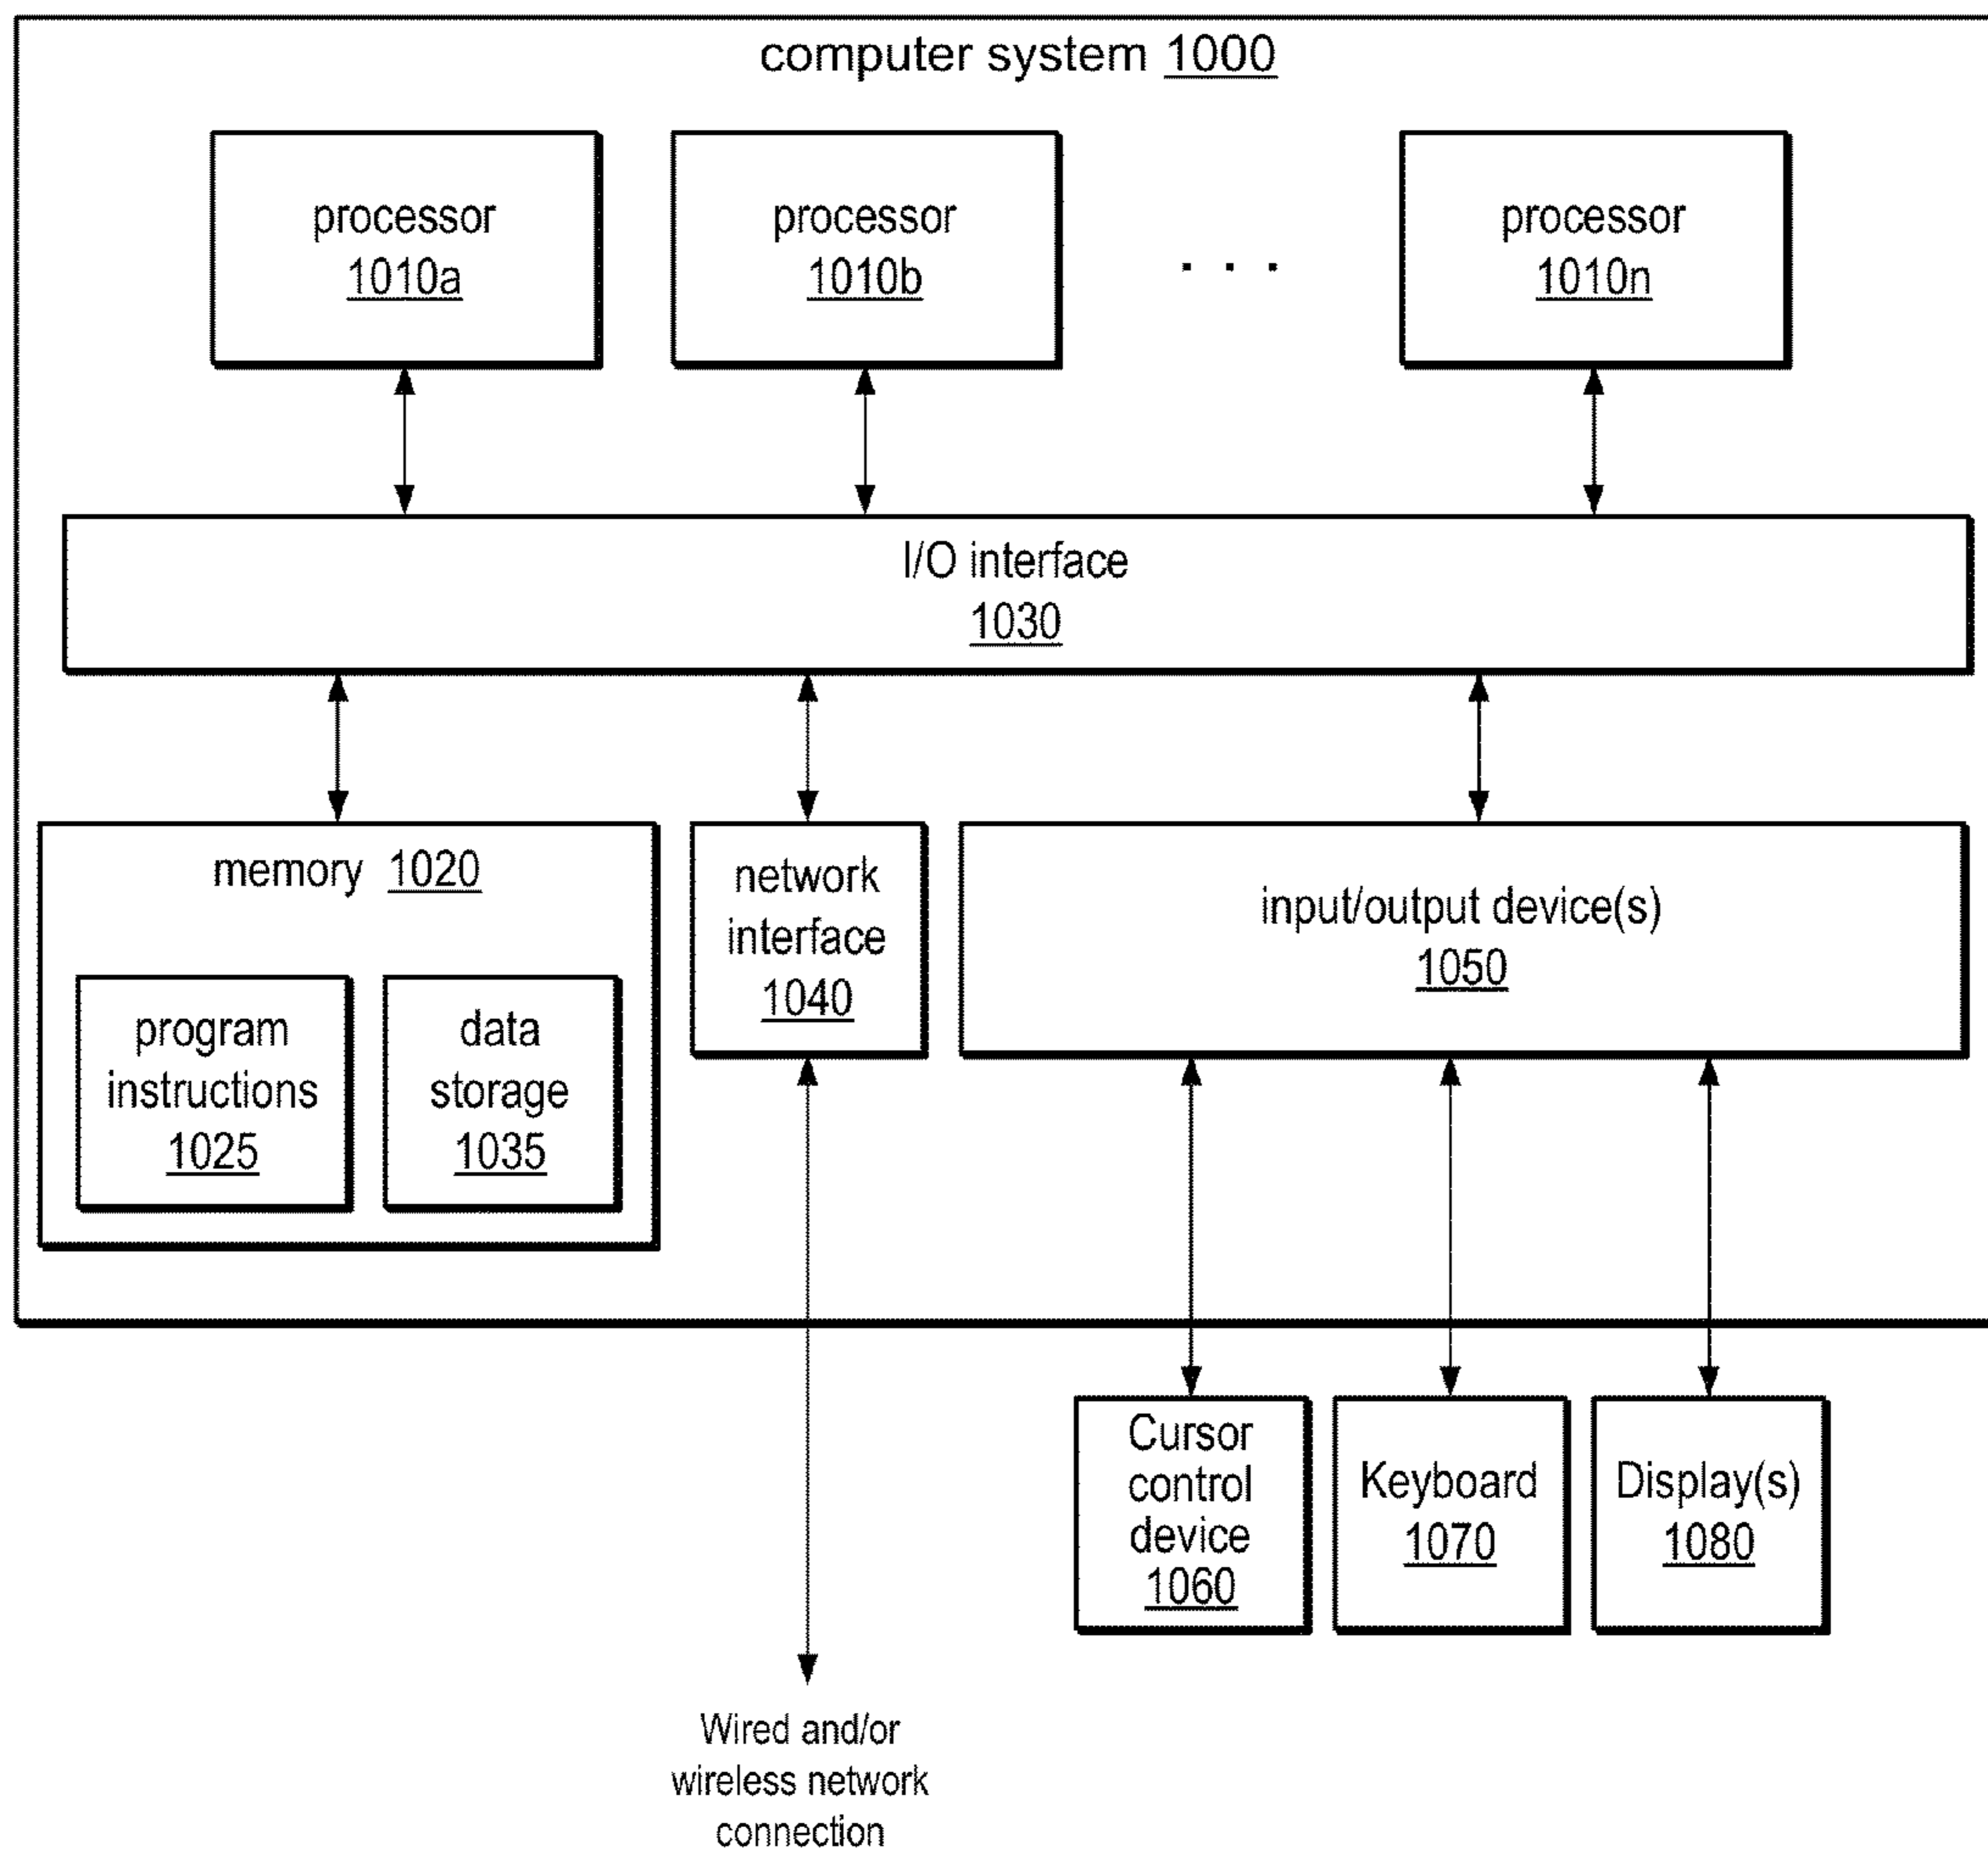 computer system 1000
processor
1010a
processor
1010b
. . .
processor
1010n
I/O interface
1030
memory 1020
program
instructions
1025
data
storage
1035
network
interface
1040
input/output device(s)
1050
Cursor
control
device
1060
Keyboard
1070
Display(s)
1080
Wired and/or
wireless network
connection